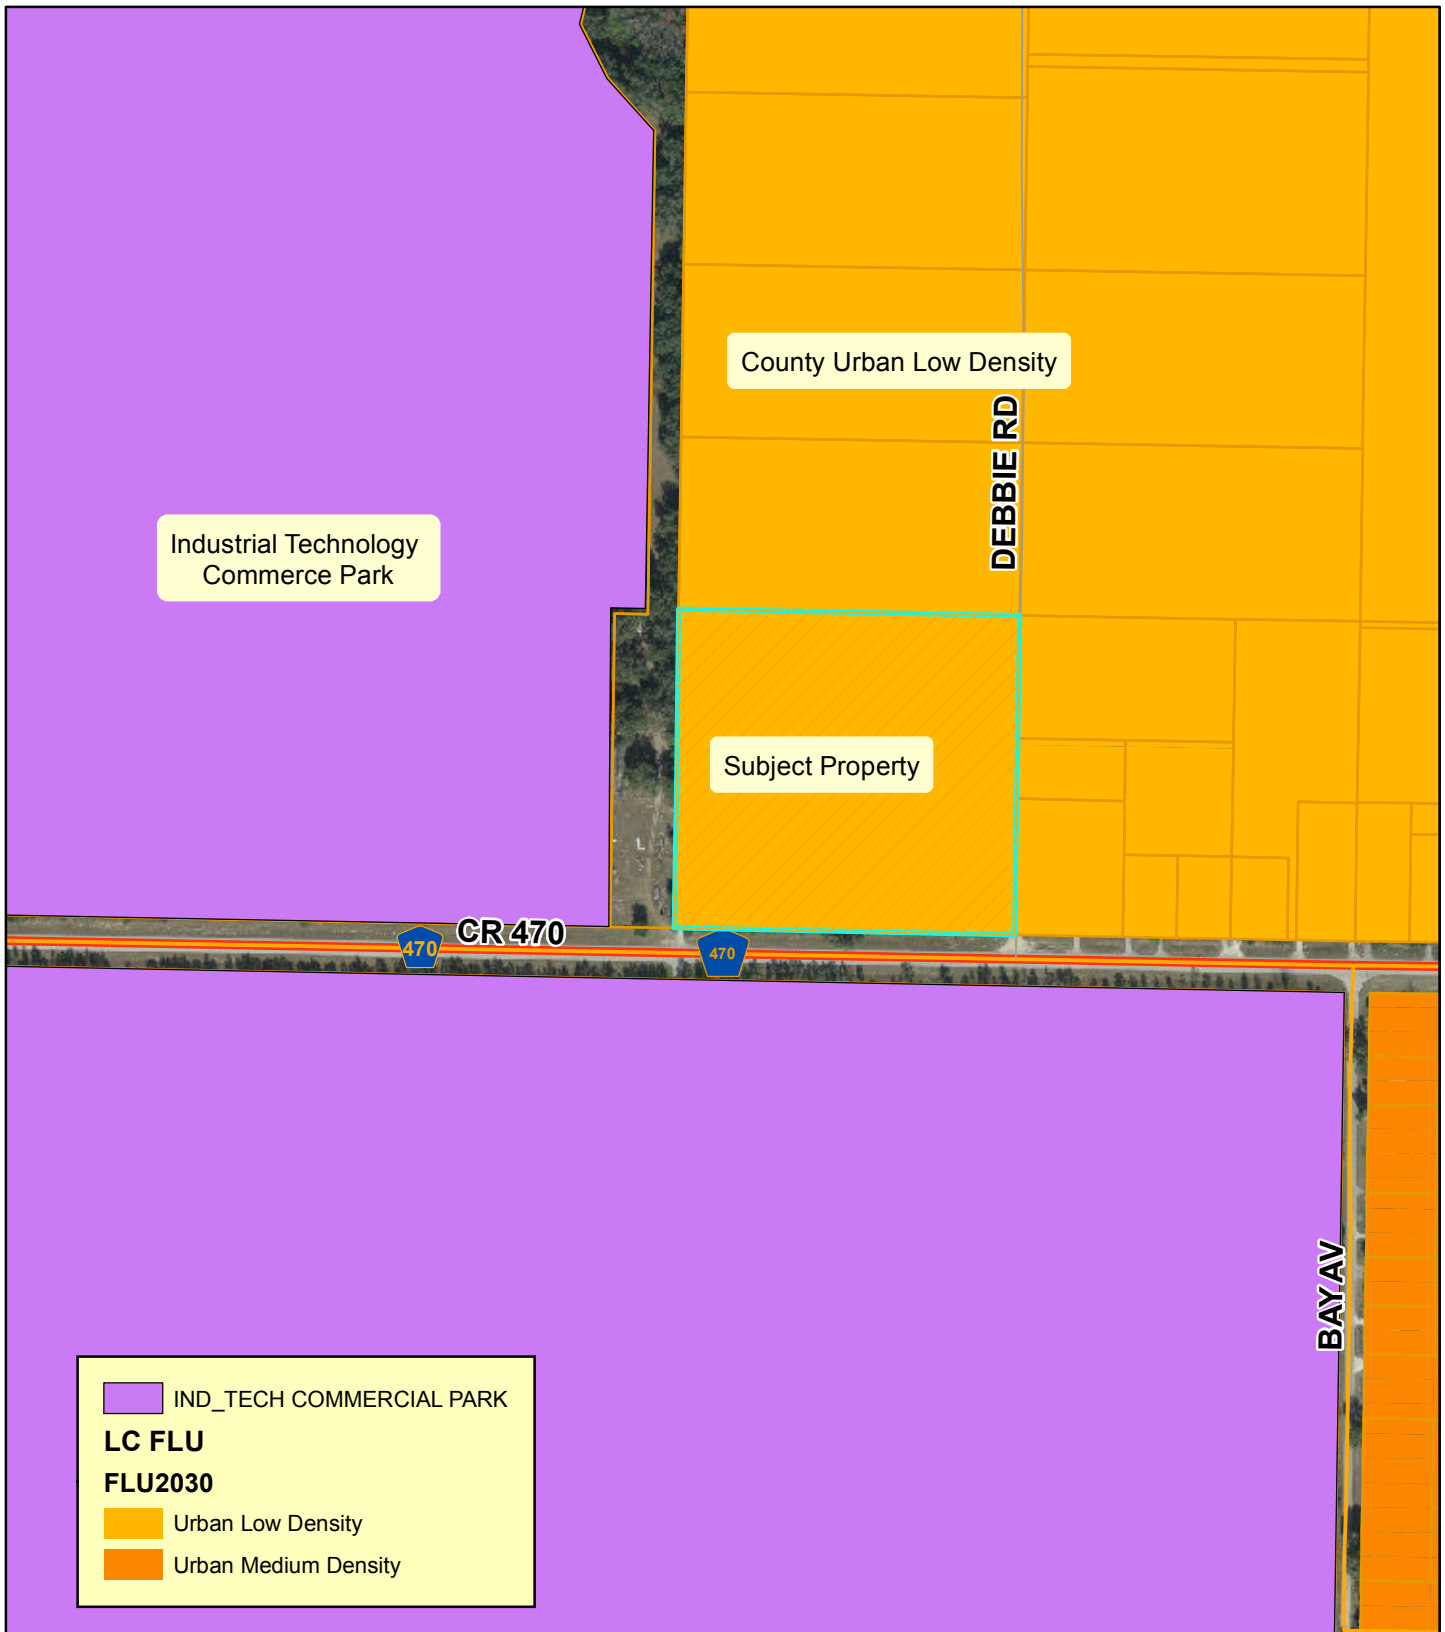 County Urban Low Density
DEBBIE RD
Industrial Technology
Commerce Park
Subject Property
CR 470
470
470
BAY AV
IND_TECH COMMERCIAL PARK
LC FLU
FLU2030
Urban Low Density
Urban Medium Density